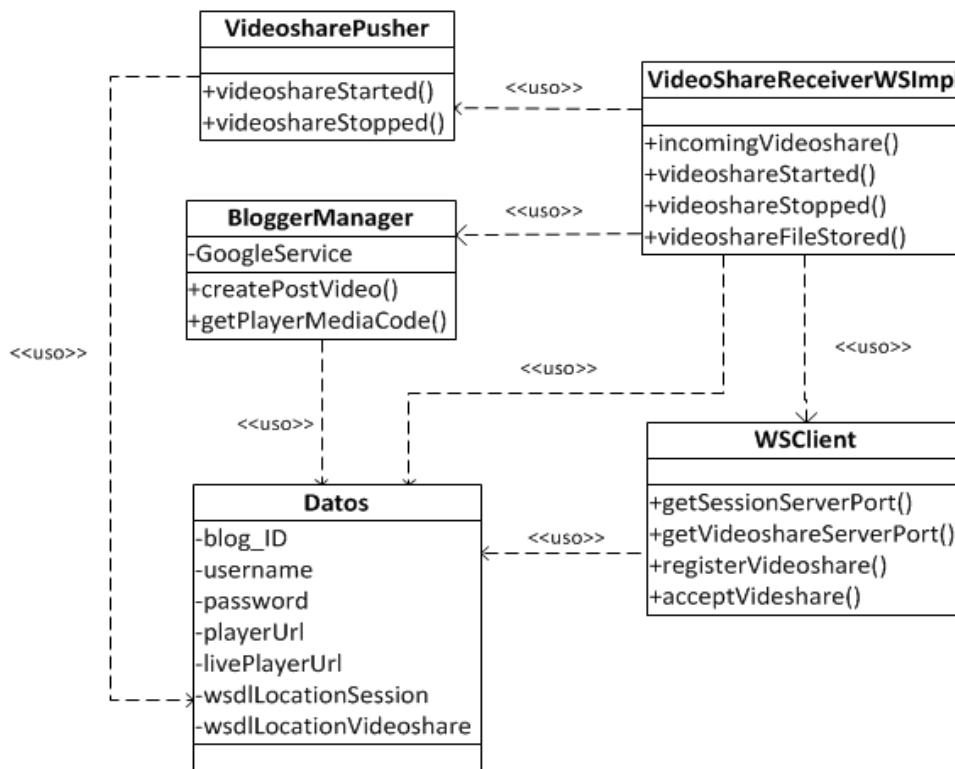 VideosharePusher
+videoshareStarted()
+videoshareStopped()
<<uso>>
VideoShareReceiverWSImpl
+incomingVideoshare()
+videoshareStarted()
+videoshareStopped()
+videoshareFileStored()
<<uso>>
BloggerManager
-GoogleService
+createPostVideo()
+getPlayerMediaCode()
<<uso>>
<<uso>>
<<uso>>
<<uso>>
WSClient
+getSessionServerPort()
+getVideoshareServerPort()
+registerVideoshare()
+acceptVideshare()
<<uso>>
Datos
-blog_ID
-username
-password
-playerUrl
-livePlayerUrl
-wsdlLocationSession
-wsdlLocationVideoshare